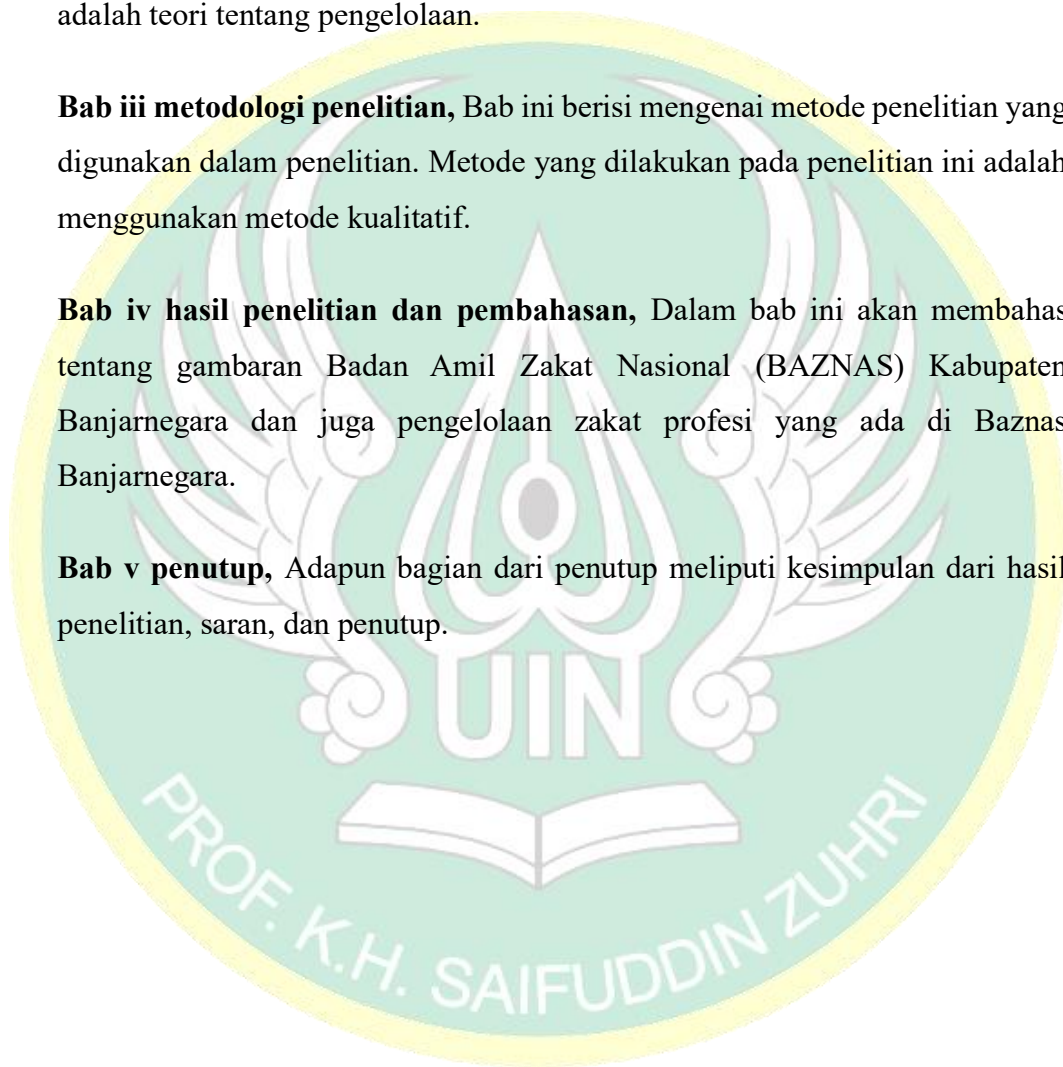 adalah teori tentang pengelolaan.
Bab iii metodologi penelitian, Bab ini berisi mengenai metode penelitian yang
digunakan dalam penelitian. Metode yang dilakukan pada penelitian ini adalah
menggunakan metode kualitatif.
Bab iv hasil penelitian dan pembahasan, Dalam bab ini akan membahas
tentang gambaran Badan Amil Zakat Nasional (BAZNAS) Kabupaten
Banjarnegara dan juga pengelolaan zakat profesi yang ada di Baznas
Banjarnegara.
Bab v penutup, Adapun bagian dari penutup meliputi kesimpulan dari hasil
penelitian, saran, dan penutup.
UIN
PROF. K.H. SAIFUDDIN ZUHRI